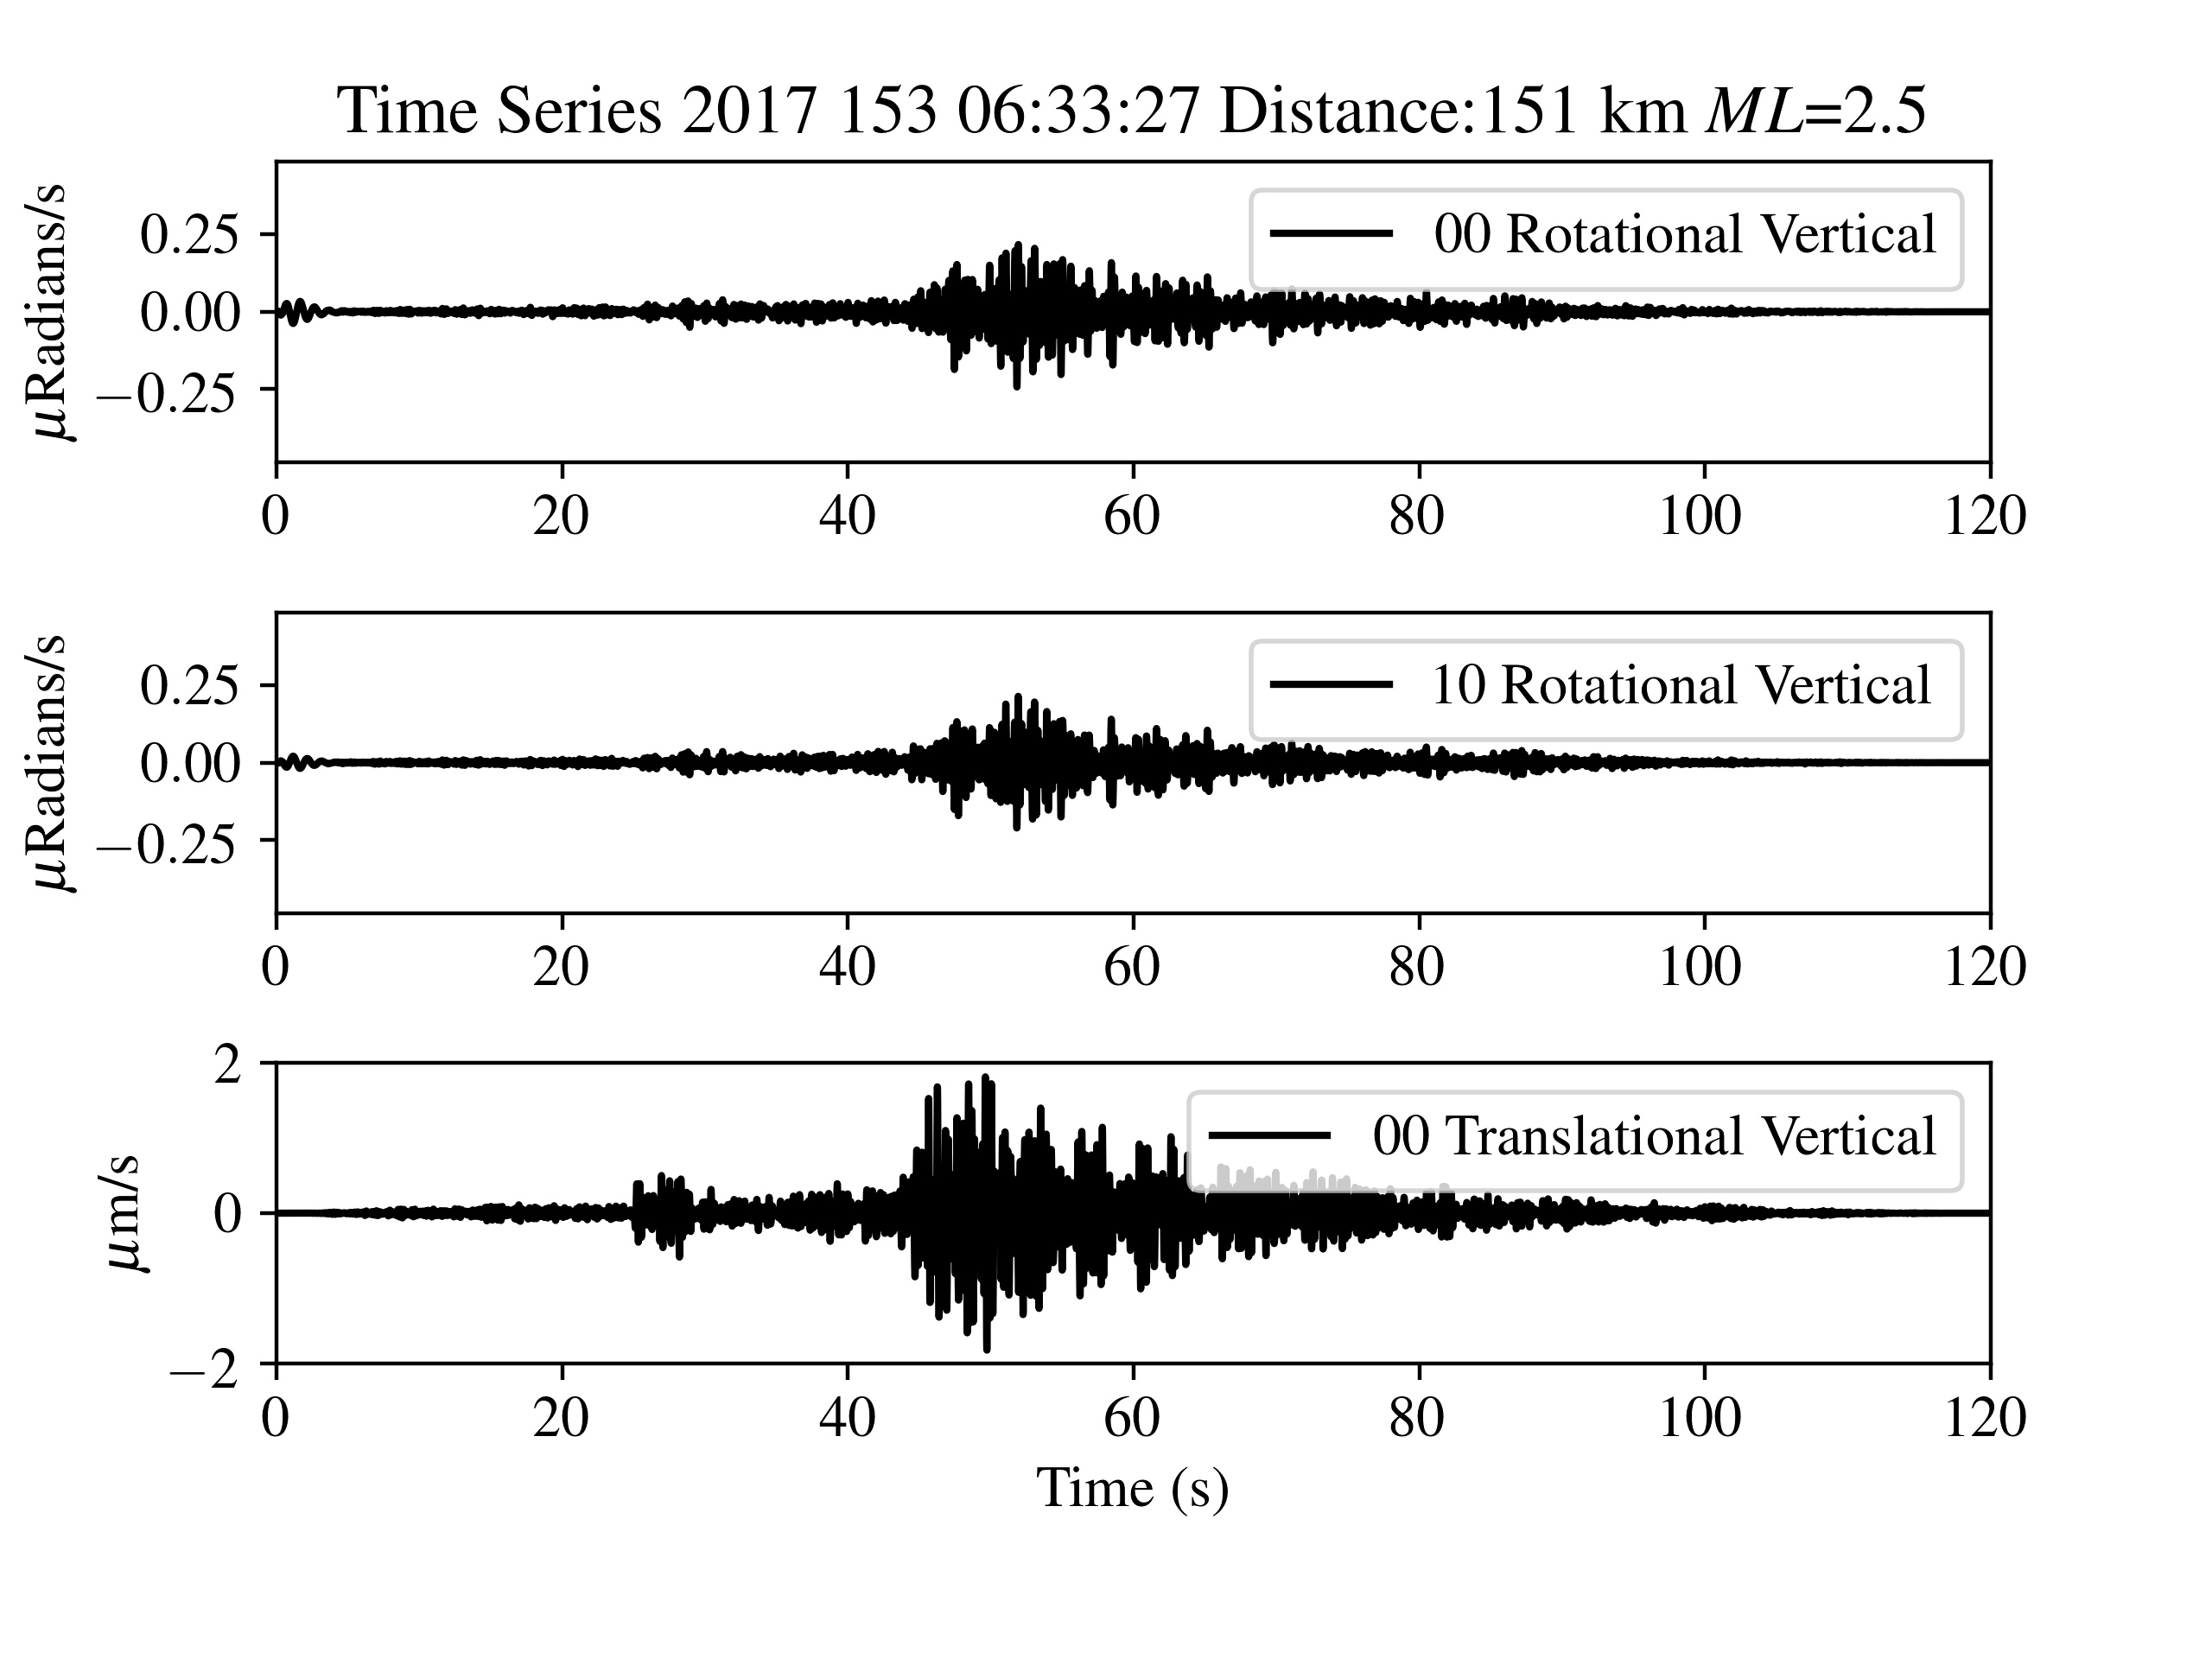 Time Series 2017 153 06:33:27 Distance:151 km ML=2.5
μRadians/s
0.25
0.00
−0.25
00 Rotational Vertical
0 20 40 60 80 100 120
μRadians/s
0.25
0.00
−0.25
10 Rotational Vertical
0 20 40 60 80 100 120
μm/s
2
0
−2
00 Translational Vertical
0 20 40 60 80 100 120
Time (s)